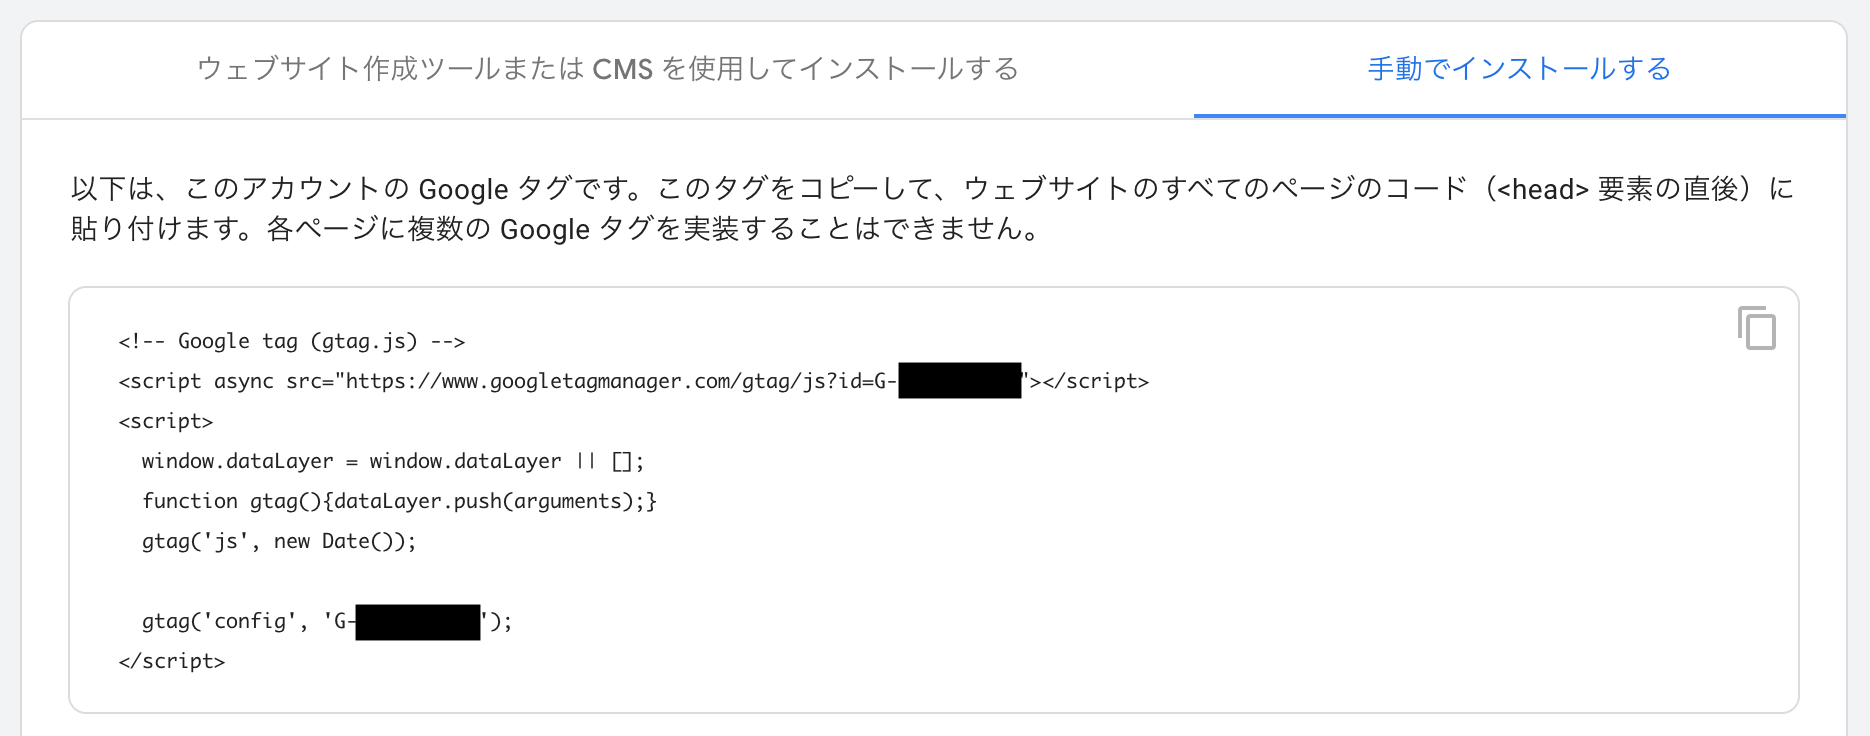 ウェブサイト作成ツールまたは CMS を使用してインストールする
手動でインストールする
以下は、このアカウントの Google タグです。このタグをコピーして、ウェブサイトのすべてのページのコード（<head> 要素の直後）に
貼り付けます。各ページに複数の Google タグを実装することはできません。
<!-- Google tag (gtag.js) -->
<script async src="https://www.googletagmanager.com/gtag/js?id=G-"></script>
<script>
  window.dataLayer = window.dataLayer || [];
  function gtag(){dataLayer.push(arguments);}
  gtag('js', new Date());

  gtag('config', 'G-');
</script>